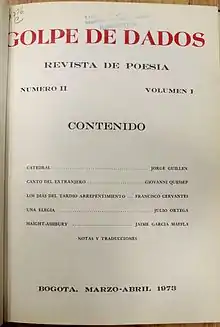 GOLPE DE DADOS
REVISTA DE POESIA
NUMERO II VOLUMEN I
CONTENIDO
CATEDRAL JORGE GUILLEN
CANTO DEL EXTRANJERO GIOVANNI QUESSEP
LOS DIAS DEL TARDIO ARREPENTIMIENTO FRANCISCO CERVANTES
UNA ELEGIA JULIO ORTEGA
HAIGHT-ASHBURY JAIME GARCIA MAFFLA
NOTAS Y TRADUCCIONES
BOGOTA, MARZO-ABRIL 1973